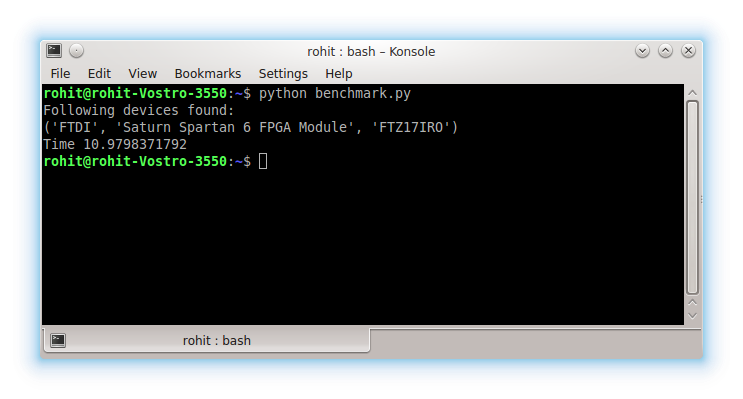 rohit : bash – Konsole
File Edit View Bookmarks Settings Help
rohit@rohit-Vostro-3550:~$ python benchmark.py
Following devices found:
('FTDI', 'Saturn Spartan 6 FPGA Module', 'FTZ17IRO')
Time 10.9798371792
rohit@rohit-Vostro-3550:~$
rohit : bash